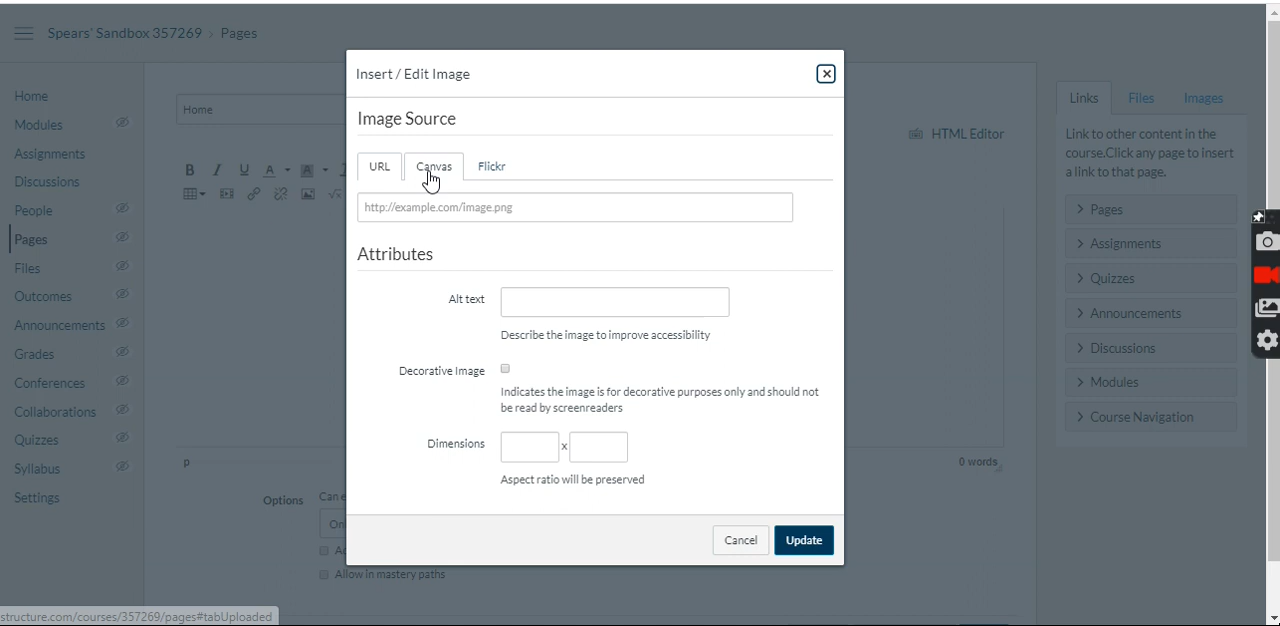 Spears' Sandbox 357269 › Pages
Home
Modules
Assignments
Discussions
People
Pages
Files
Outcomes
Announcements
Grades
Conferences
Collaborations
Quizzes
Syllabus
Settings
Home
HTML Editor
B I U A A
p
0 words
Options
Can e
On
Allow in mastery paths
Insert / Edit Image
Image Source
URL Canvas Flickr
http://example.com/image.png
Attributes
Alt text
Describe the image to improve accessibility
Decorative Image
Indicates the image is for decorative purposes only and should not
be read by screenreaders
Dimensions
x
Aspect ratio will be preserved
Cancel Update
Links Files Images
Link to other content in the
course.Click any page to insert
a link to that page.
Pages
Assignments
Quizzes
Announcements
Discussions
Modules
Course Navigation
structure.com/courses/357269/pages#tabUploaded